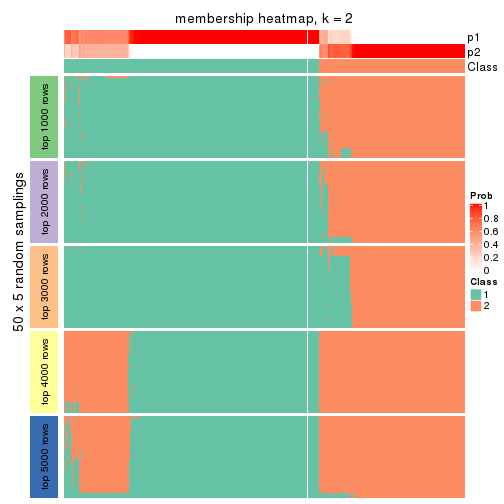 membership heatmap, k = 2
p1
p2
Class
50 x 5 random samplings
top 1000 rows
top 2000 rows
top 3000 rows
top 4000 rows
top 5000 rows
Prob
1
0.8
0.6
0.4
0.2
0
Class
1
2